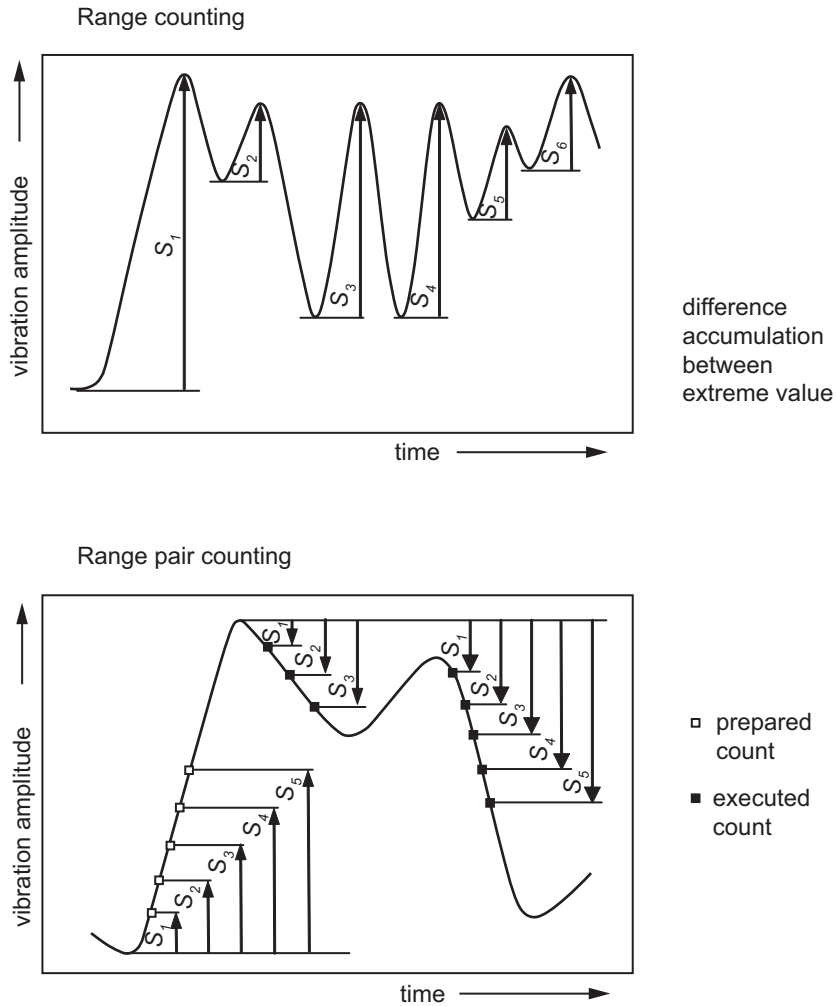 Range counting
vibration amplitude
S1
S2
S3
S4
S5
S6
difference
accumulation
between
extreme value
time
Range pair counting
vibration amplitude
S1
S2
S3
S1
S2
S3
S4
S5
S5
S4
S3
S2
S1
prepared
count
executed
count
time